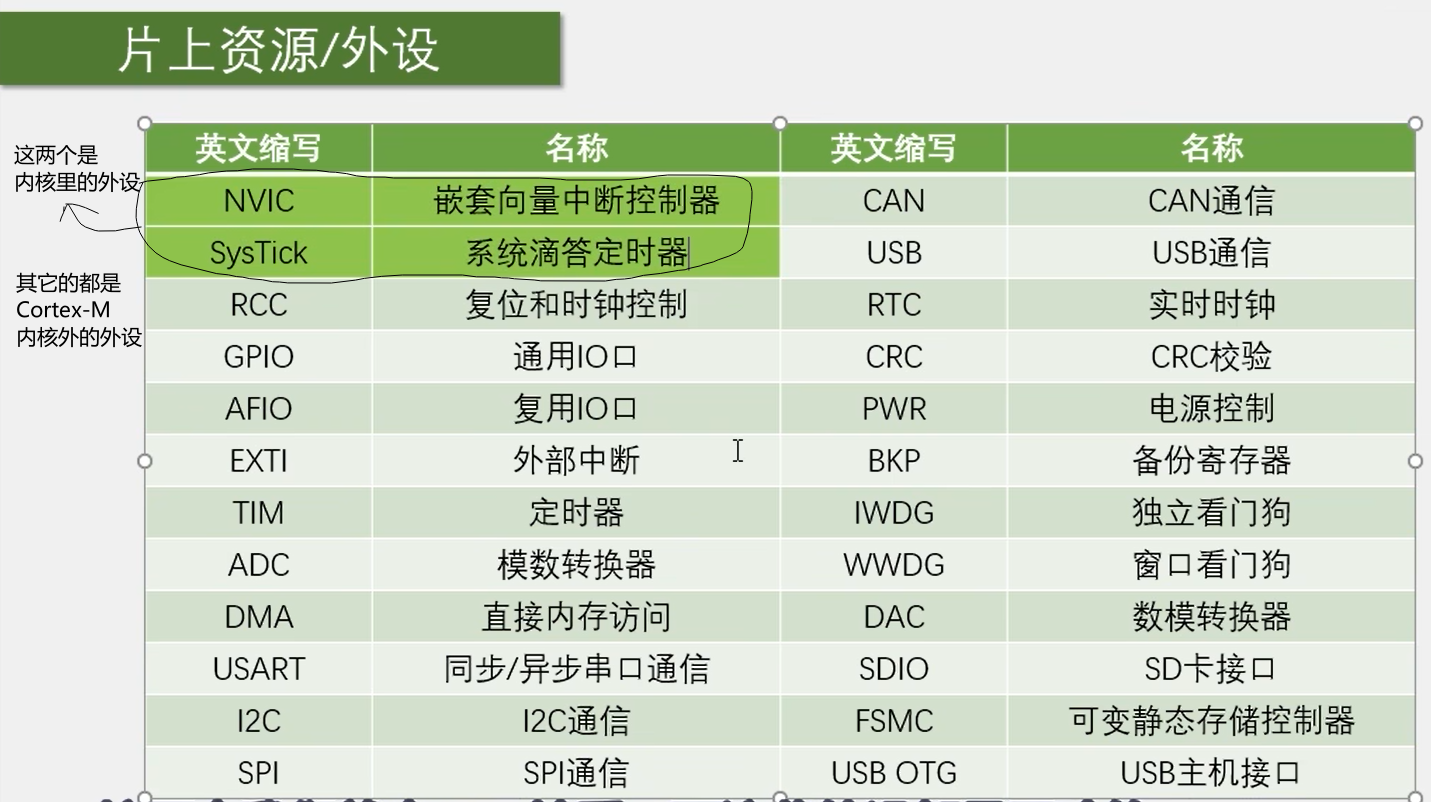 片上资源/外设
这两个是
内核里的外设
其它的都是
Cortex-M
内核外的外设
英文缩写 名称 英文缩写 名称
NVIC 嵌套向量中断控制器 CAN CAN通信
SysTick 系统滴答定时器 USB USB通信
RCC 复位和时钟控制 RTC 实时时钟
GPIO 通用IO口 CRC CRC校验
AFIO 复用IO口 PWR 电源控制
EXTI 外部中断 BKP 备份寄存器
TIM 定时器 IWDG 独立看门狗
ADC 模数转换器 WWDG 窗口看门狗
DMA 直接内存访问 DAC 数模转换器
USART 同步/异步串口通信 SDIO SD卡接口
I2C I2C通信 FSMC 可变静态存储控制器
SPI SPI通信 USB OTG USB主机接口